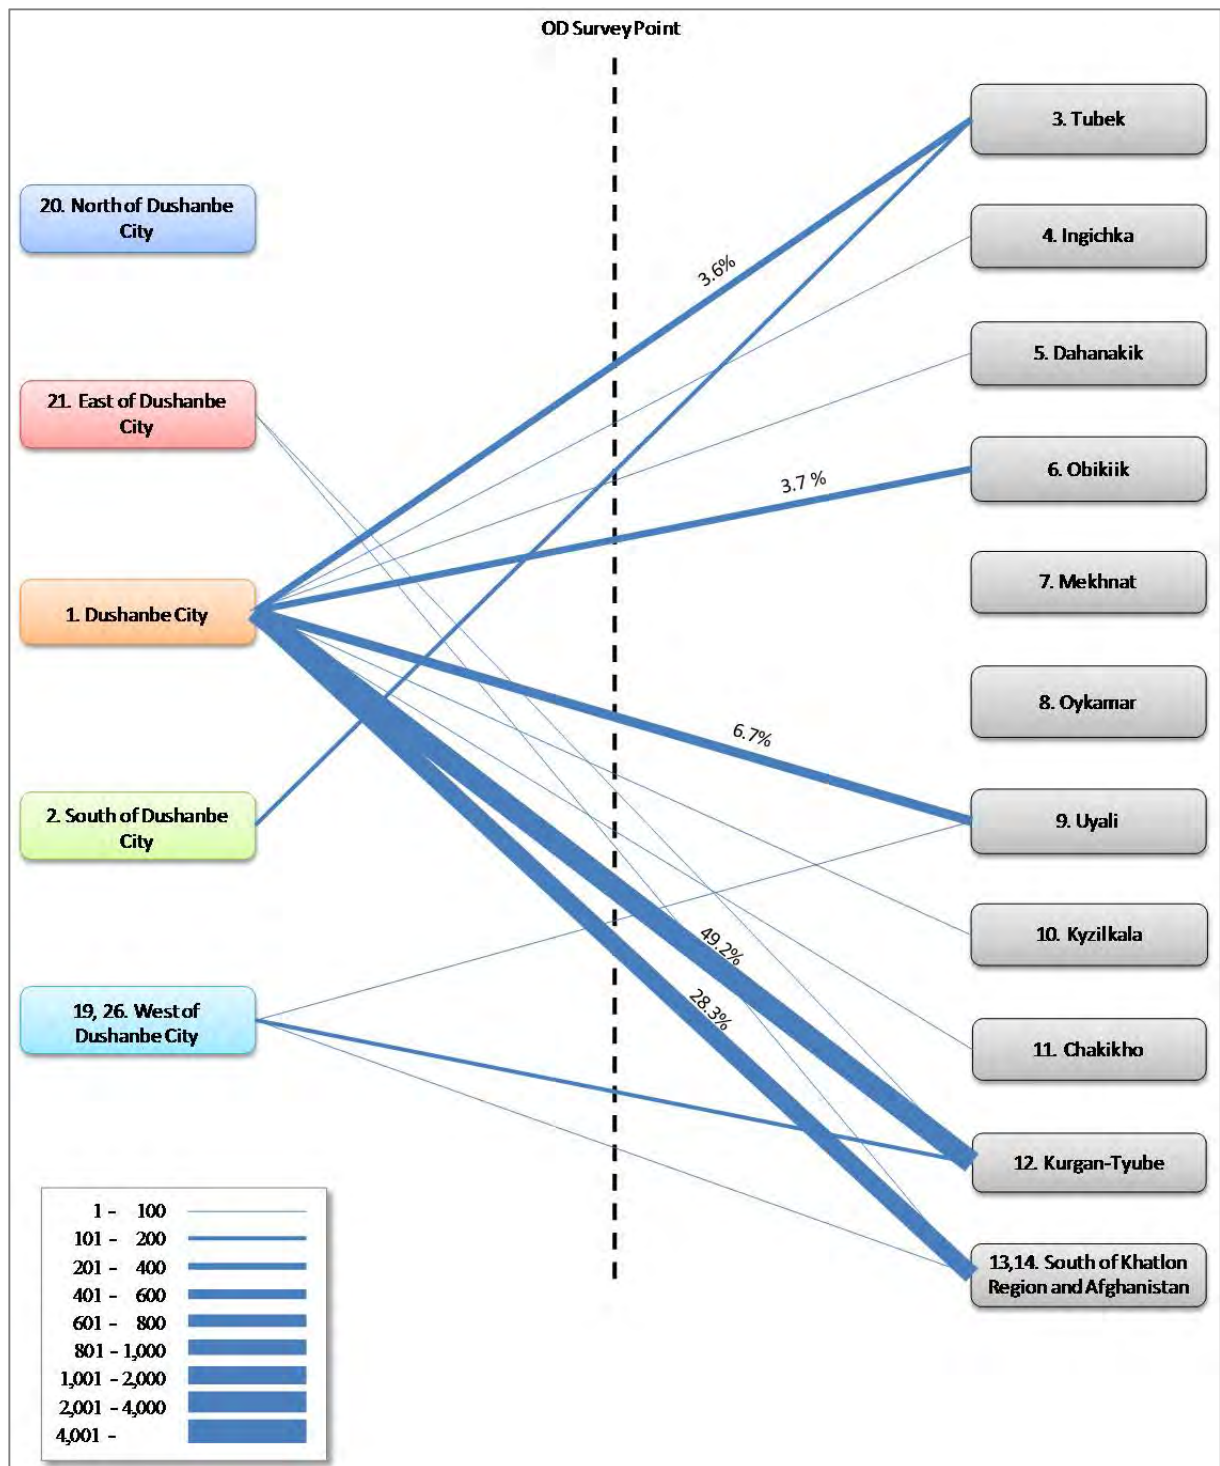 OD Survey Point
20. North of Dushanbe
City
21. East of Dushanbe
City
1. Dushanbe City
2. South of Dushanbe
City
19, 26. West of
Dushanbe City
3. Tubek
4. Ingichka
5. Dahanakik
6. Obikiik
7. Mekhnat
8. Oykamar
9. Uyali
10. Kyzilkala
11. Chakikho
12. Kurgan-Tyube
13,14. South of Khatlon
Region and Afghanistan
3.6%
3.7 %
6.7%
49.2%
28.3%
1 - 100
101 - 200
201 - 400
401 - 600
601 - 800
801 - 1,000
1,001 - 2,000
2,001 - 4,000
4,001 -